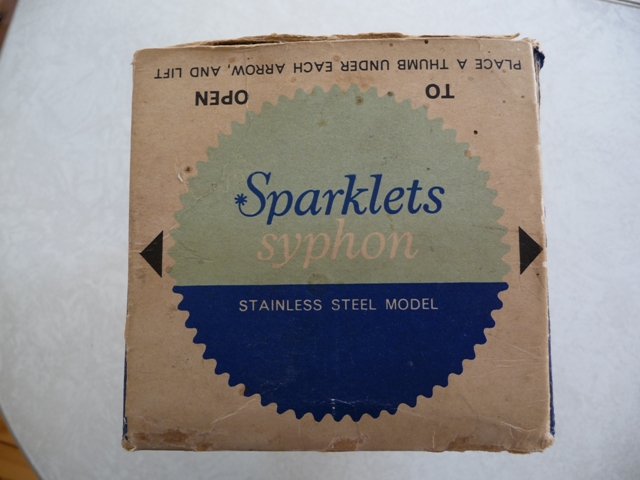 TO OPEN
PLACE A THUMB UNDER EACH ARROW, AND LIFT
*Sparklets
syphon
STAINLESS STEEL MODEL